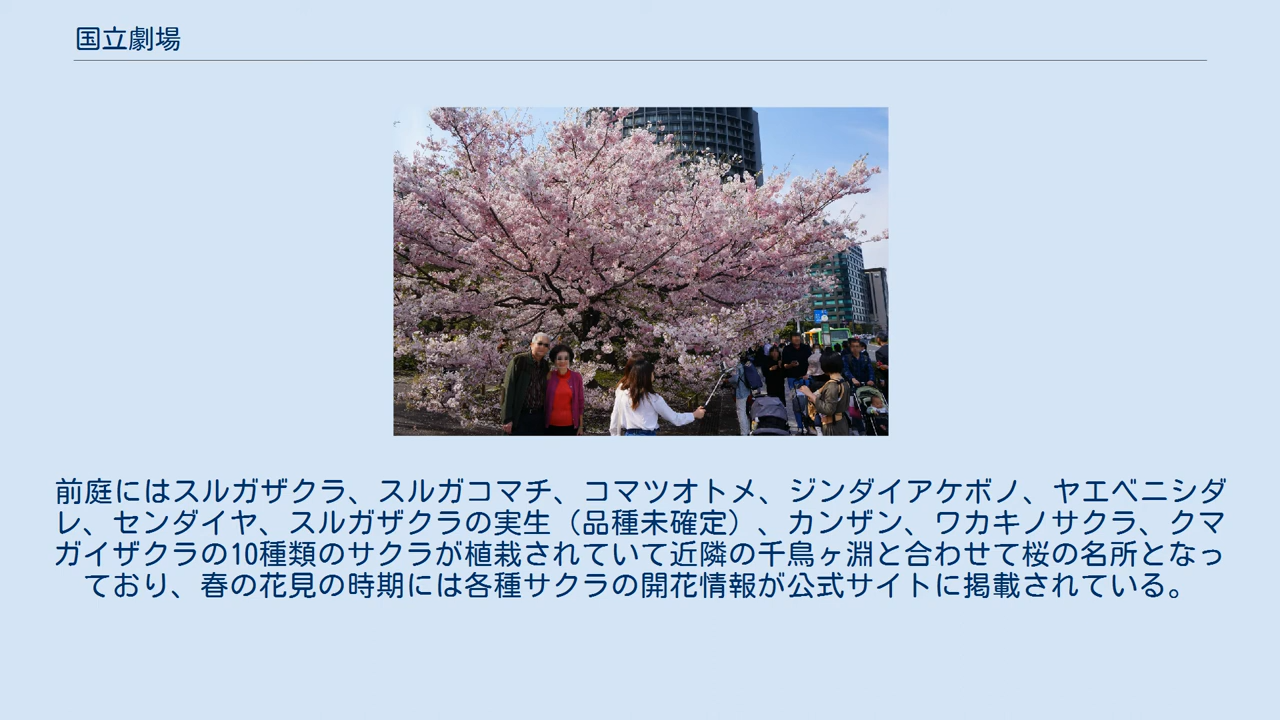 国立劇場
前庭にはスルガザクラ、スルガコマチ、コマツオトメ、ジンダイアケボノ、ヤエベニシダ
レ、センダイヤ、スルガザクラの実生（品種未確定）、カンザン、ワカキノサクラ、クマ
ガイザクラの10種類のサクラが植栽されていて近隣の千鳥ヶ淵と合わせて桜の名所となっ
ており、春の花見の時期には各種サクラの開花情報が公式サイトに掲載されている。